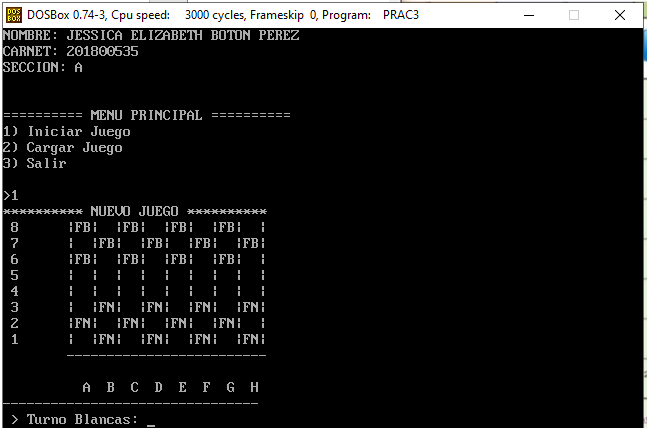 DOS
BOX
DOSBox 0.74-3, Cpu speed: 3000 cycles, Frameskip 0, Program: PRAC3
NOMBRE: JESSICA ELIZABETH BOTON PEREZ
CARNET: 201800535
SECCION: A
========== MENU PRINCIPAL ==========
1) Iniciar Juego
2) Cargar Juego
3) Salir
>1
********** NUEVO JUEGO **********
8 ¦FB¦  ¦FB¦  ¦FB¦  ¦FB¦  ¦
7 ¦  ¦FB¦  ¦FB¦  ¦FB¦  ¦FB¦
6 ¦FB¦  ¦FB¦  ¦FB¦  ¦FB¦  ¦
5 ¦  ¦  ¦  ¦  ¦  ¦  ¦  ¦  ¦
4 ¦  ¦  ¦  ¦  ¦  ¦  ¦  ¦  ¦
3 ¦  ¦FN¦  ¦FN¦  ¦FN¦  ¦FN¦
2 ¦FN¦  ¦FN¦  ¦FN¦  ¦FN¦  ¦
1 ¦  ¦FN¦  ¦FN¦  ¦FN¦  ¦FN¦
-------------------------
A  B  C  D  E  F  G  H
--------------------------------
> Turno Blancas: _